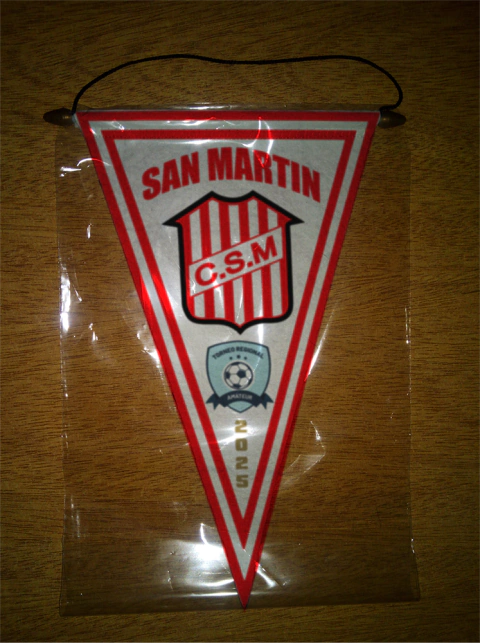 SAN MARTIN
C.S.M
TORNEO REGIONAL
AMATEUR
2025